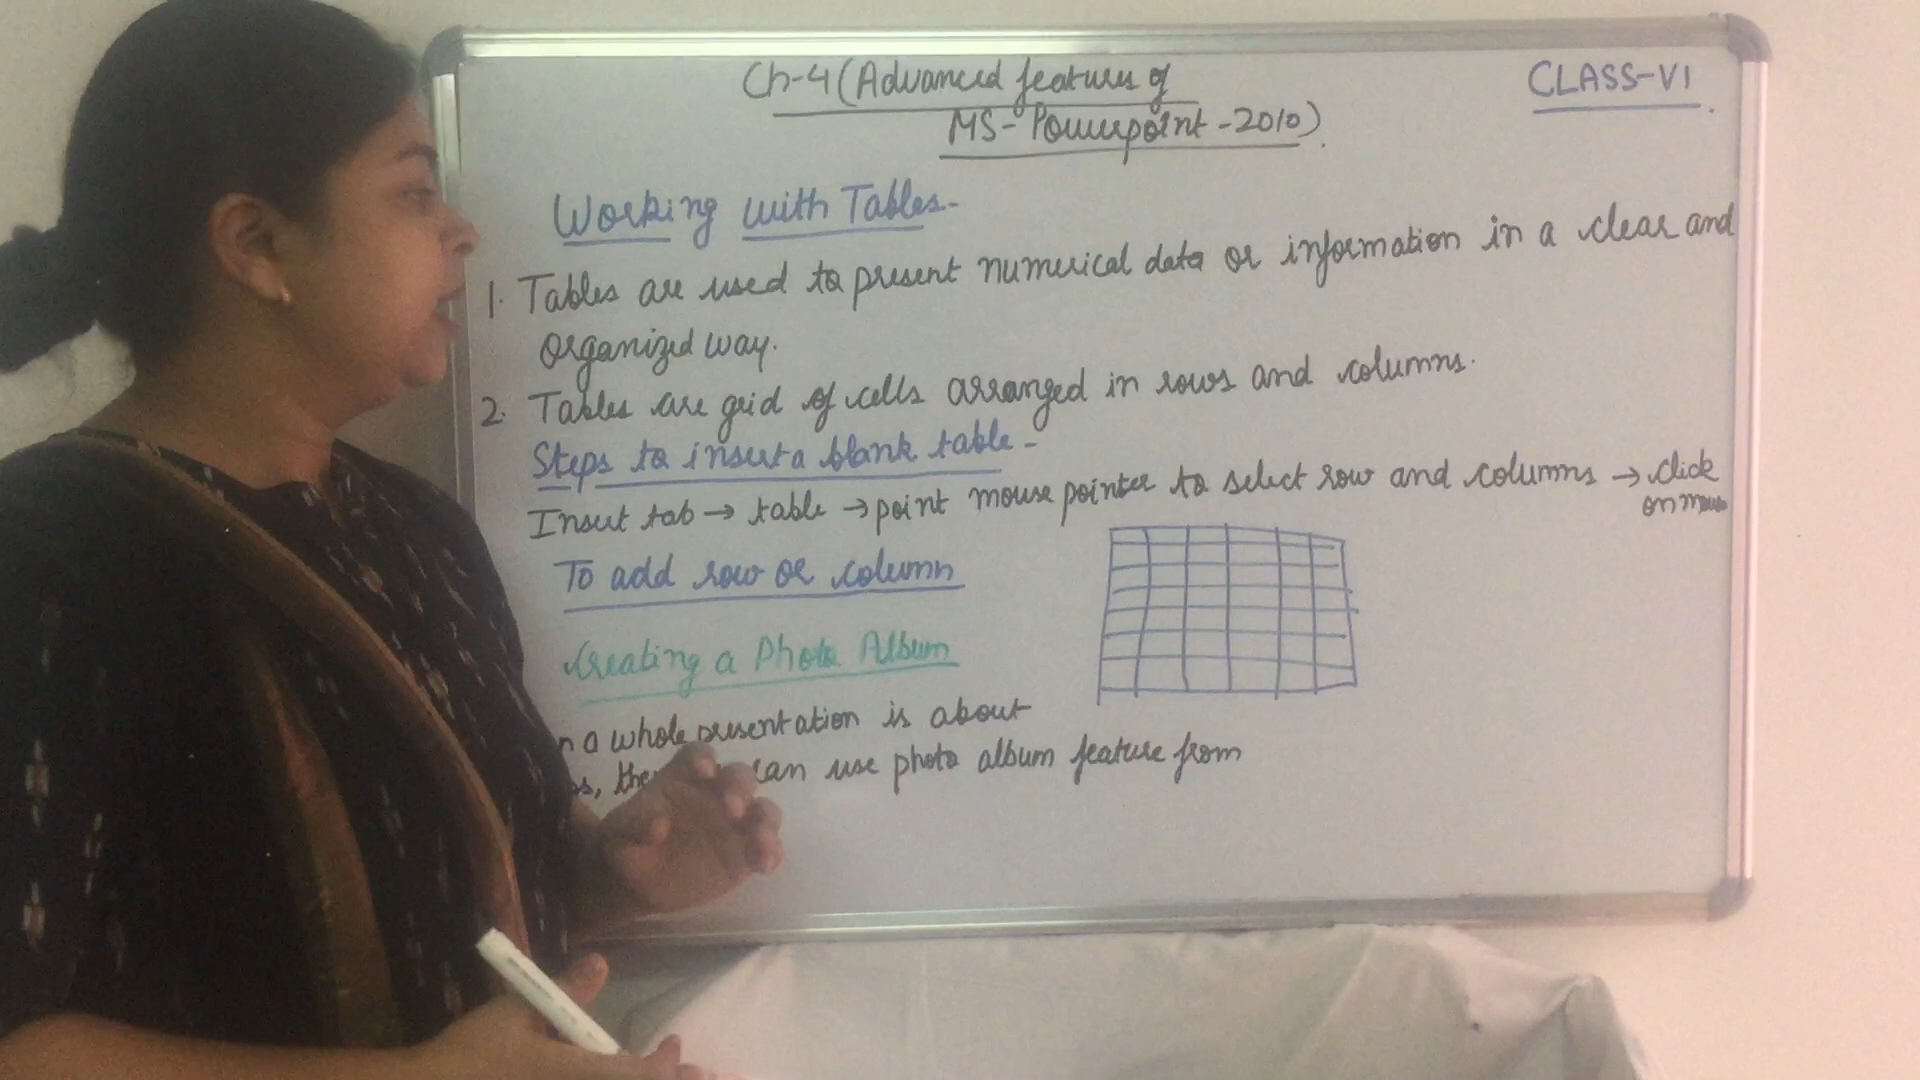 Ch-4 (Advanced features of
MS-Powerpoint-2010)
CLASS-VI
Working with Tables-
1. Tables are used to present numerical data or information in a clear and
organized way.
2. Tables are grid of cells arranged in rows and columns.
Steps to insert a blank table-
Insert tab → table → point mouse pointer to select row and columns → click
on mouse
To add row or column
Creating a Photo Album
a whole presentation is about
can use photo album feature from